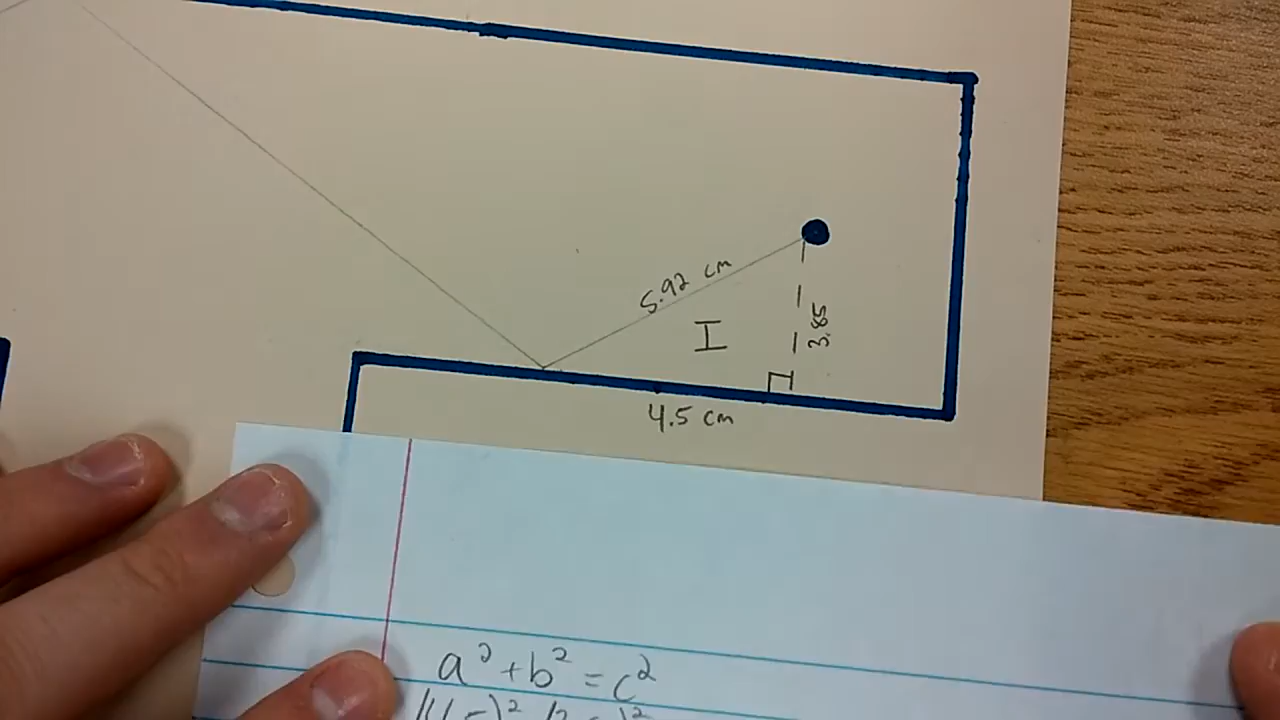 5.92 cm
I
3.85
4.5 cm
a² + b² = c²